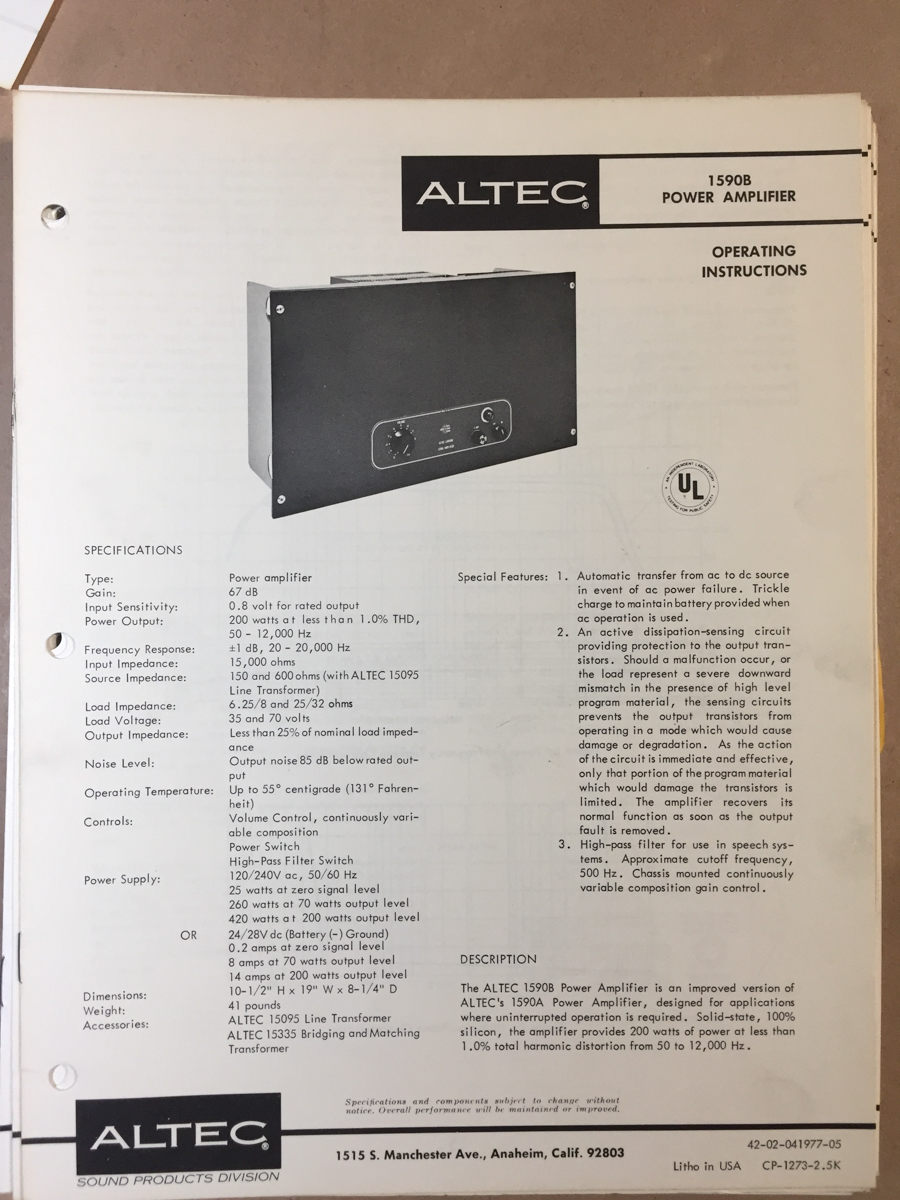 ALTEC®
1590B
POWER AMPLIFIER
OPERATING
INSTRUCTIONS
AN INDEPENDENT LABORATORY
UL
TESTING FOR PUBLIC SAFETY
SPECIFICATIONS
Type: Power amplifier
Gain: 67 dB
Input Sensitivity: 0.8 volt for rated output
Power Output: 200 watts at less than 1.0% THD,
50 - 12,000 Hz
Frequency Response: ±1 dB, 20 - 20,000 Hz
Input Impedance: 15,000 ohms
Source Impedance: 150 and 600 ohms (with ALTEC 15095
Line Transformer)
Load Impedance: 6.25/8 and 25/32 ohms
Load Voltage: 35 and 70 volts
Output Impedance: Less than 25% of nominal load imped-
ance
Noise Level: Output noise 85 dB below rated out-
put
Operating Temperature: Up to 55° centigrade (131° Fahren-
heit)
Controls: Volume Control, continuously vari-
able composition
Power Switch
High-Pass Filter Switch
Power Supply: 120/240V ac, 50/60 Hz
25 watts at zero signal level
260 watts at 70 watts output level
420 watts at 200 watts output level
OR 24/28V dc (Battery (-) Ground)
0.2 amps at zero signal level
8 amps at 70 watts output level
14 amps at 200 watts output level
Dimensions: 10-1/2" H x 19" W x 8-1/4" D
Weight: 41 pounds
Accessories: ALTEC 15095 Line Transformer
ALTEC 15335 Bridging and Matching
Transformer
Special Features: 1. Automatic transfer from ac to dc source
in event of ac power failure. Trickle
charge to maintain battery provided when
ac operation is used.
2. An active dissipation-sensing circuit
providing protection to the output tran-
sistors. Should a malfunction occur, or
the load represent a severe downward
mismatch in the presence of high level
program material, the sensing circuits
prevents the output transistors from
operating in a mode which would cause
damage or degradation. As the action
of the circuit is immediate and effective,
only that portion of the program material
which would damage the transistors is
limited. The amplifier recovers its
normal function as soon as the output
fault is removed.
3. High-pass filter for use in speech sys-
tems. Approximate cutoff frequency,
500 Hz. Chassis mounted continuously
variable composition gain control.
DESCRIPTION
The ALTEC 1590B Power Amplifier is an improved version of
ALTEC's 1590A Power Amplifier, designed for applications
where uninterrupted operation is required. Solid-state, 100%
silicon, the amplifier provides 200 watts of power at less than
1.0% total harmonic distortion from 50 to 12,000 Hz.
Specifications and components subject to change without
notice. Overall performance will be maintained or improved.
ALTEC®
SOUND PRODUCTS DIVISION
1515 S. Manchester Ave., Anaheim, Calif. 92803
42-02-041977-05
Litho in USA CP-1273-2.5K